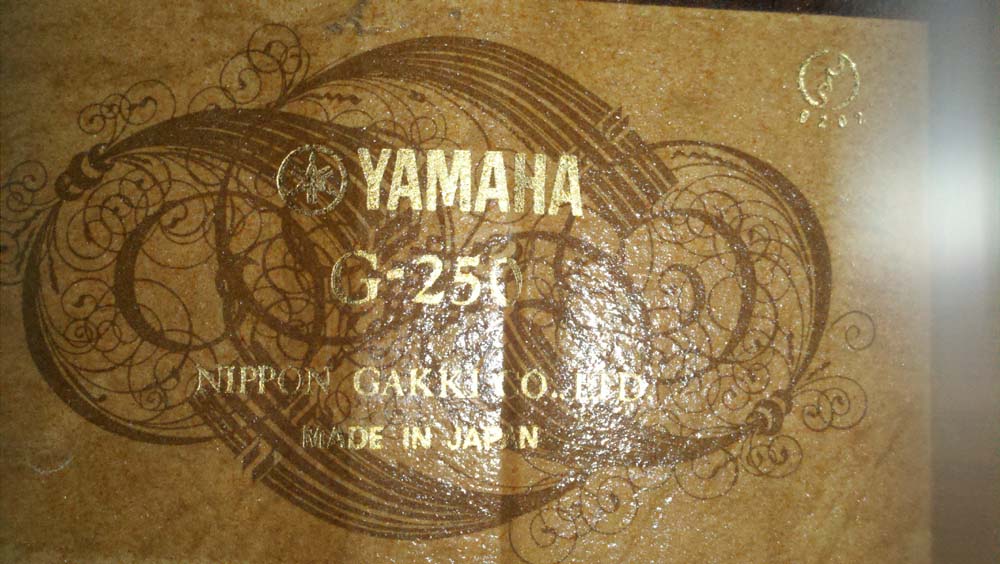 YAMAHA
G-250
NIPPON GAKKI CO., LTD.
MADE IN JAPAN